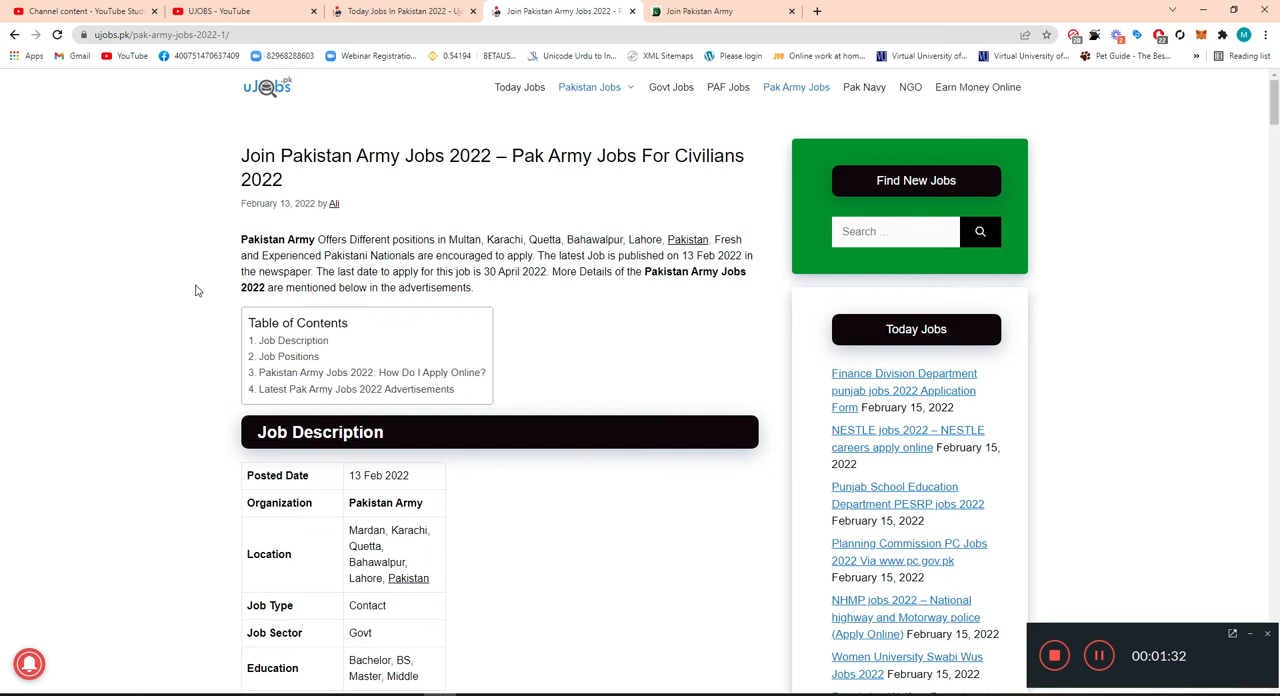 Channel content - YouTube Studi
UJOBS - YouTube
Today Jobs In Pakistan 2022 - Uj
Join Pakistan Army Jobs 2022 - P
Join Pakistan Army
ujobs.pk/pak-army-jobs-2022-1/
Apps
Gmail
YouTube
400751470637409
82968288603
Webinar Registratio...
0.54194
BETAUS...
Unicode Urdu to In...
XML Sitemaps
Please login
Online work at hom...
Virtual University of...
Virtual University of...
Pet Guide - The Bes...
Reading list
uJobs.pk
Today Jobs
Pakistan Jobs
Govt Jobs
PAF Jobs
Pak Army Jobs
Pak Navy
NGO
Earn Money Online
Join Pakistan Army Jobs 2022 – Pak Army Jobs For Civilians
2022
February 13, 2022 by Ali
Pakistan Army Offers Different positions in Multan, Karachi, Quetta, Bahawalpur, Lahore, Pakistan. Fresh
and Experienced Pakistani Nationals are encouraged to apply. The latest Job is published on 13 Feb 2022 in
the newspaper. The last date to apply for this job is 30 April 2022. More Details of the Pakistan Army Jobs
2022 are mentioned below in the advertisements.
Table of Contents
1. Job Description
2. Job Positions
3. Pakistan Army Jobs 2022: How Do I Apply Online?
4. Latest Pak Army Jobs 2022 Advertisements
Job Description
Posted Date 13 Feb 2022
Organization Pakistan Army
Location Mardan, Karachi,
Quetta,
Bahawalpur,
Lahore, Pakistan
Job Type Contact
Job Sector Govt
Education Bachelor, BS,
Master, Middle
Find New Jobs
Search …
Today Jobs
Finance Division Department
punjab jobs 2022 Application
Form February 15, 2022
NESTLE jobs 2022 – NESTLE
careers apply online February 15,
2022
Punjab School Education
Department PESRP jobs 2022
February 15, 2022
Planning Commission PC Jobs
2022 Via www.pc.gov.pk
February 15, 2022
NHMP jobs 2022 – National
highway and Motorway police
(Apply Online) February 15, 2022
Women University Swabi Wus
Jobs 2022 February 15, 2022
00:01:32